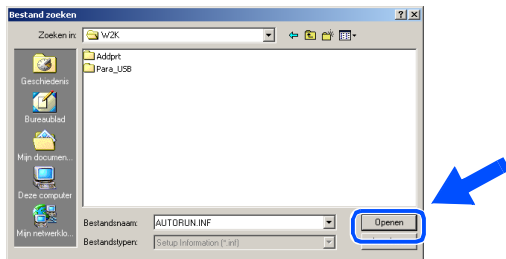 Bestand zoeken
Zoeken in:
W2K
Addprt
Para_USB
Geschiedenis
Bureaublad
Mijn documen...
Deze computer
Mijn netwerklo...
Bestandsnaam: AUTORUN.INF
Openen
Bestandstypen: Setup Information (*.inf)